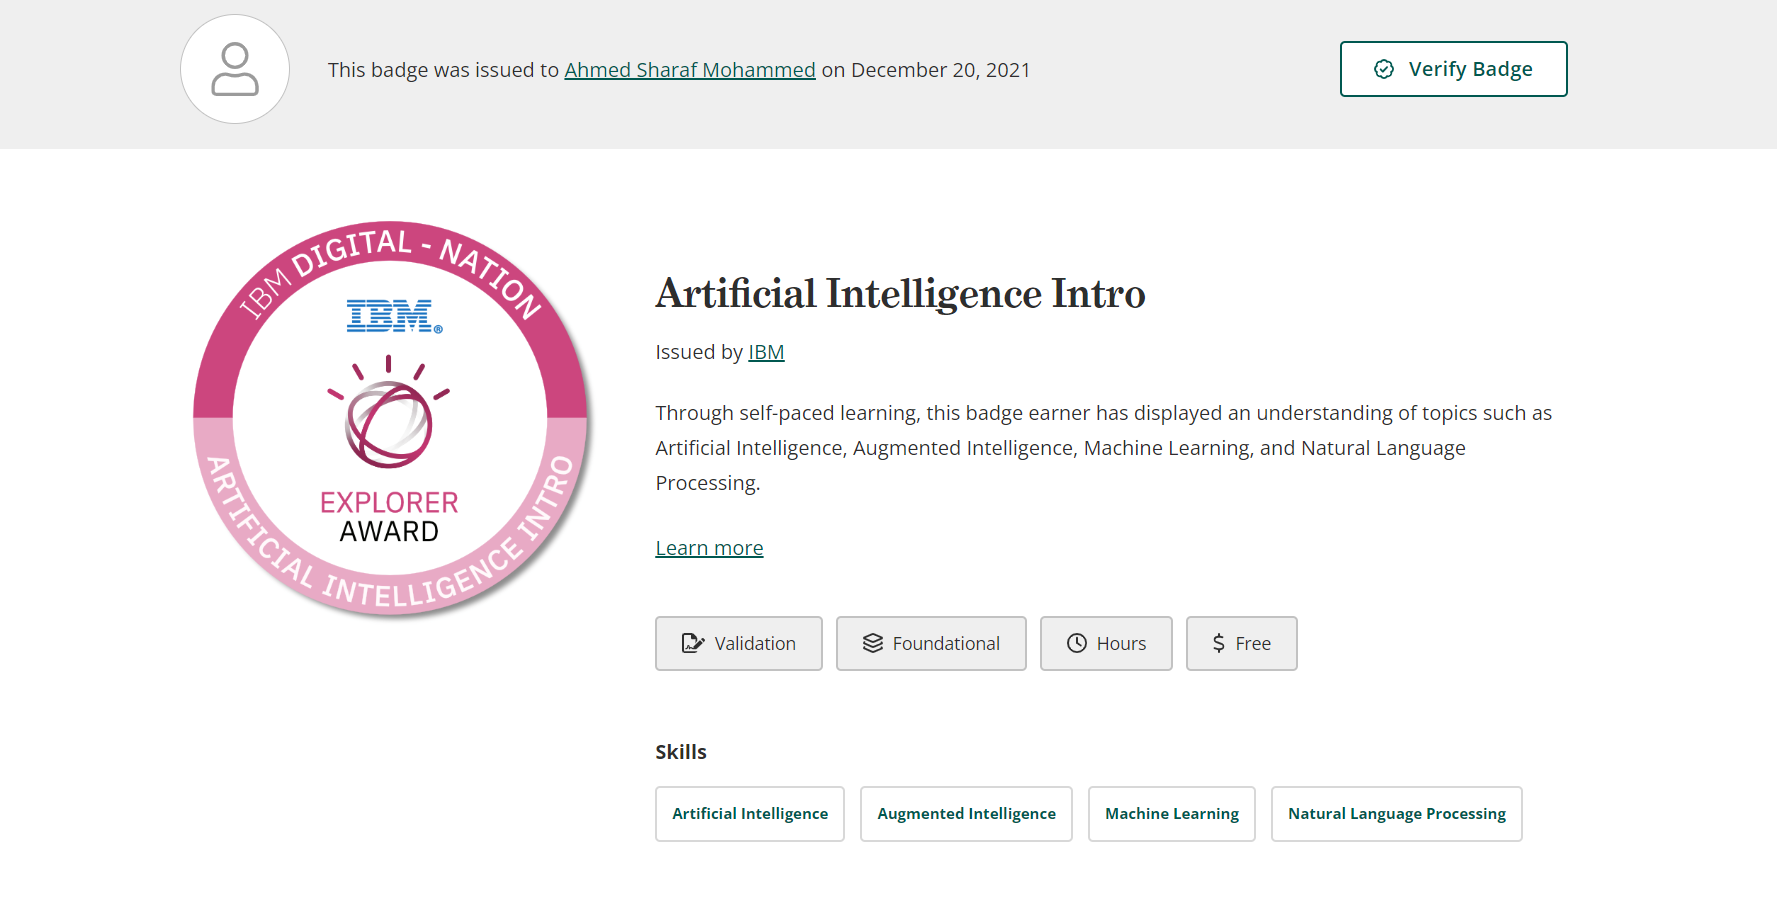 This badge was issued to Ahmed Sharaf Mohammed on December 20, 2021
Verify Badge
IBM DIGITAL - NATION
IBM®
EXPLORER
AWARD
ARTIFICIAL INTELLIGENCE INTRO
Artificial Intelligence Intro
Issued by IBM
Through self-paced learning, this badge earner has displayed an understanding of topics such as
Artificial Intelligence, Augmented Intelligence, Machine Learning, and Natural Language
Processing.
Learn more
Validation
Foundational
Hours
$ Free
Skills
Artificial Intelligence
Augmented Intelligence
Machine Learning
Natural Language Processing